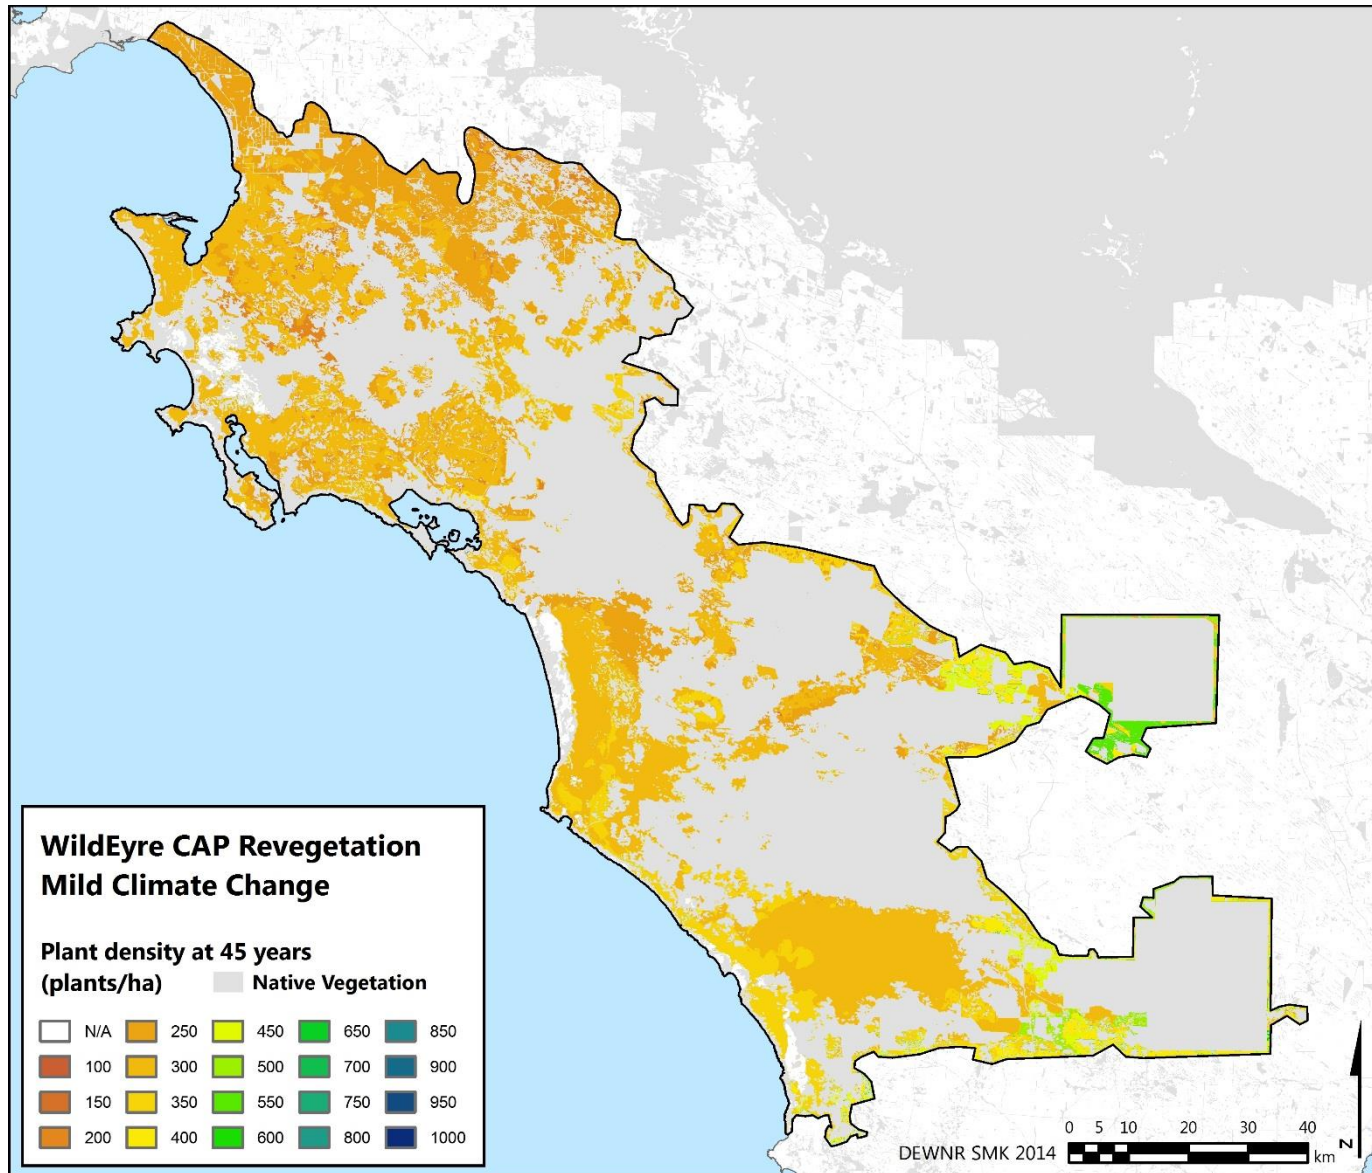 WildEyre CAP Revegetation
Mild Climate Change
Plant density at 45 years
(plants/ha) Native Vegetation
N/A 250 450 650 850
100 300 500 700 900
150 350 550 750 950
200 400 600 800 1000
DEWNR SMK 2014
0 5 10 20 30 40
km
N